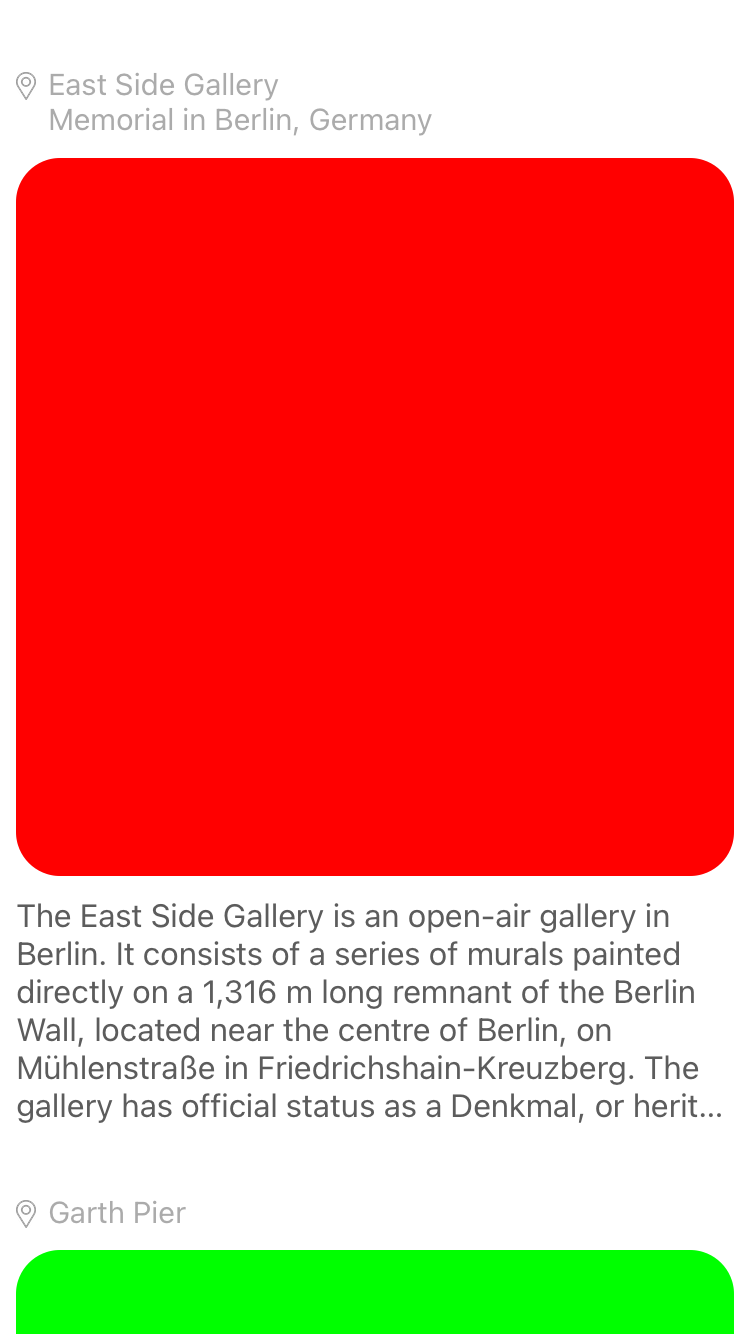 East Side Gallery
Memorial in Berlin, Germany
The East Side Gallery is an open-air gallery in
Berlin. It consists of a series of murals painted
directly on a 1,316 m long remnant of the Berlin
Wall, located near the centre of Berlin, on
Mühlenstraße in Friedrichshain-Kreuzberg. The
gallery has official status as a Denkmal, or herit...
Garth Pier